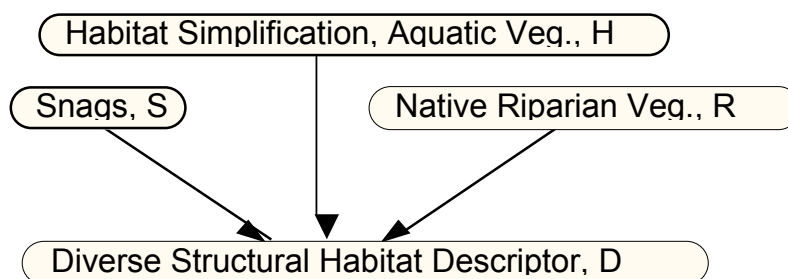 Habitat Simplification, Aquatic Veg., H
Snags, S
Native Riparian Veg., R
Diverse Structural Habitat Descriptor, D